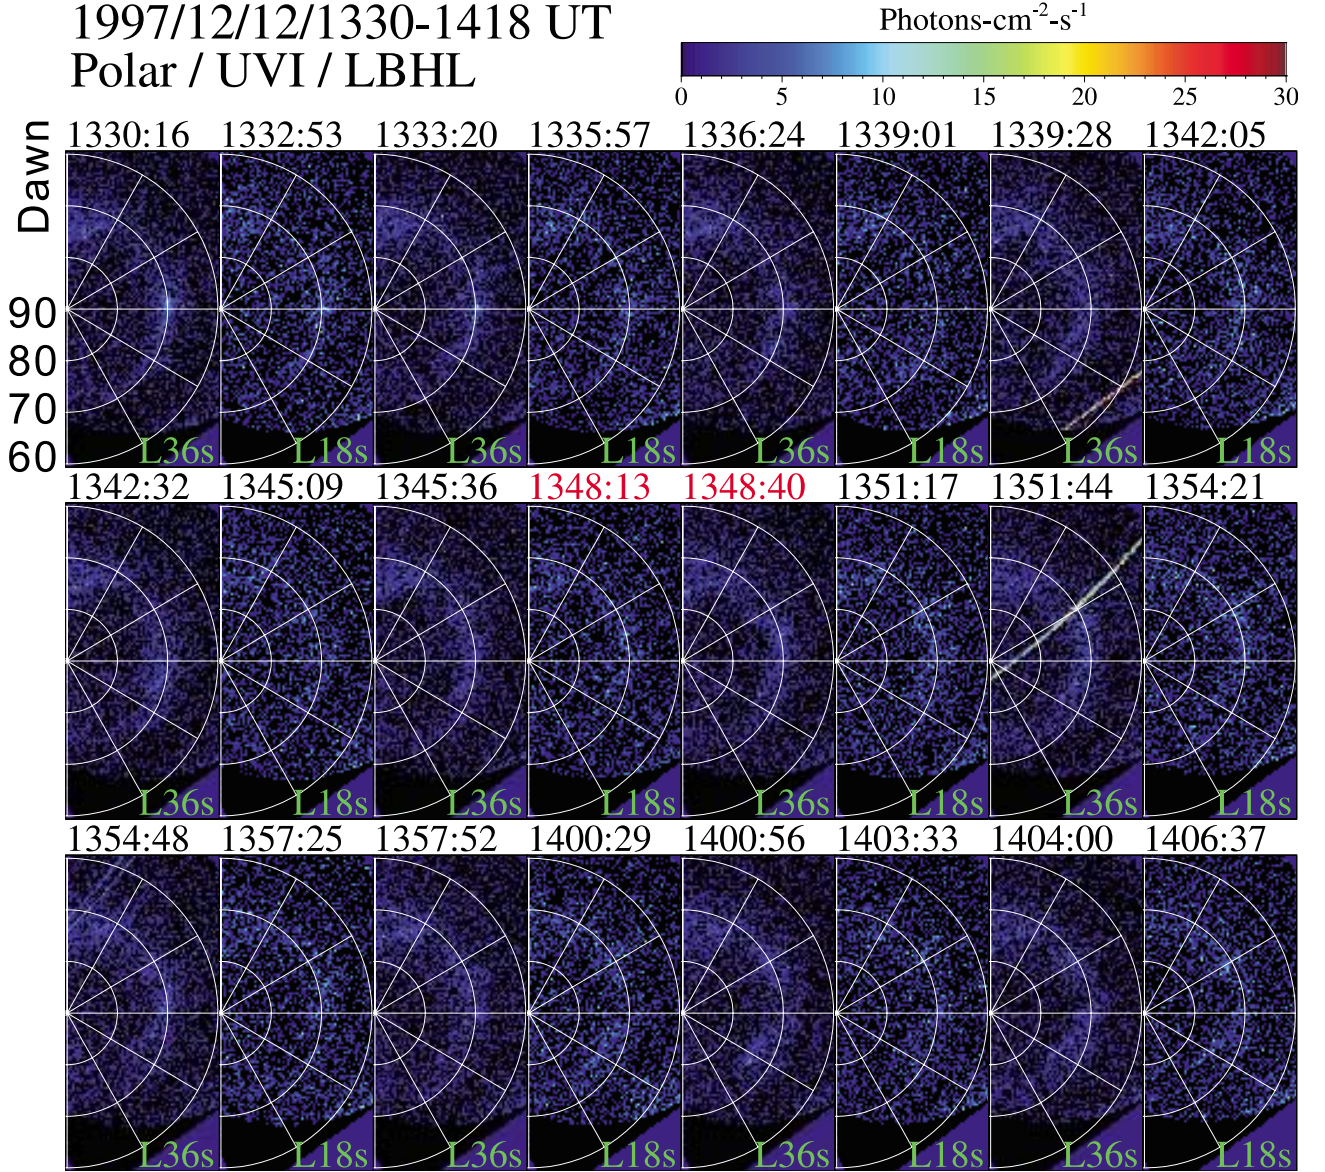 1997/12/12/1330-1418 UT
Polar / UVI / LBHL
Photons-cm-2-s-1
0 5 10 15 20 25 30
Dawn
1330:16 1332:53 1333:20 1335:57 1336:24 1339:01 1339:28 1342:05
90
80
70
60
L36s L18s L36s L18s L36s L18s L36s L18s
1342:32 1345:09 1345:36 1348:13 1348:40 1351:17 1351:44 1354:21
L36s L18s L36s L18s L36s L18s L36s L18s
1354:48 1357:25 1357:52 1400:29 1400:56 1403:33 1404:00 1406:37
L36s L18s L36s L18s L36s L18s L36s L18s